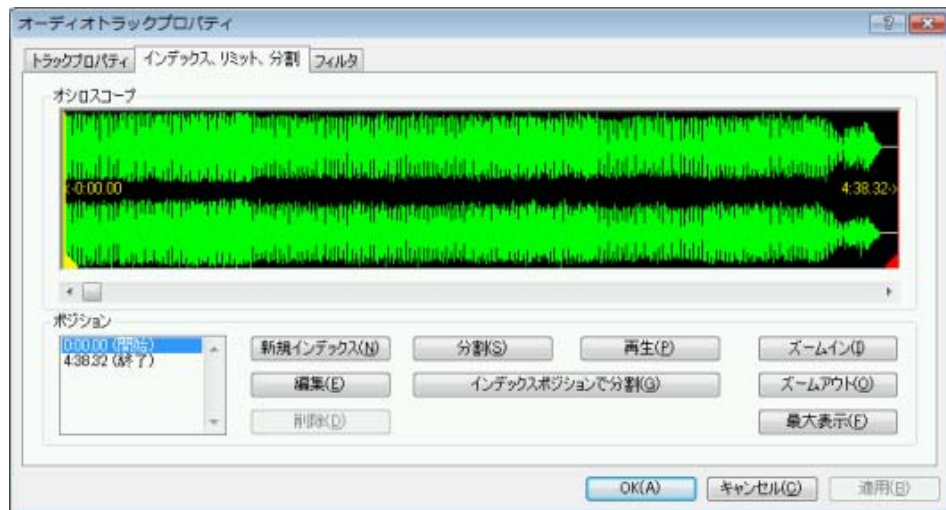 オーディオトラックプロパティ
トラックプロパティ インデックス、リミット、分割 フィルタ
オシロスコープ
<-0:00.00 4:38.32->
ポジション
0:00.00 (開始)
4:38.32 (終了)
新規インデックス(N) 分割(S) 再生(P) ズームイン(I)
編集(E) インデックスポジションで分割(G) ズームアウト(O)
削除(D) 最大表示(F)
OK(A) キャンセル(C) 適用(B)